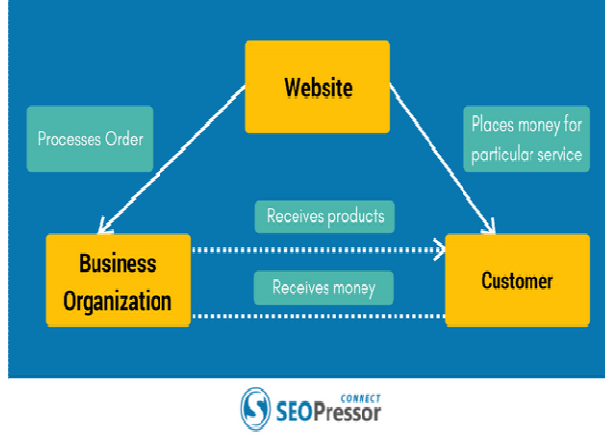 Website
Processes Order
Places money for
particular service
Receives products
Business
Organization
Receives money
Customer
CONNECT
SEOPressor